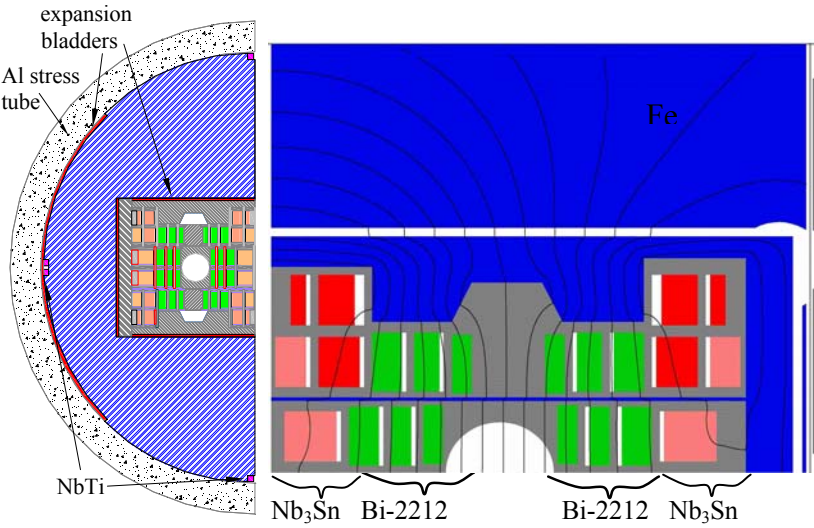 expansion
bladders
Al stress
tube
Fe
NbTi
Nb₃Sn Bi-2212 Bi-2212 Nb₃Sn